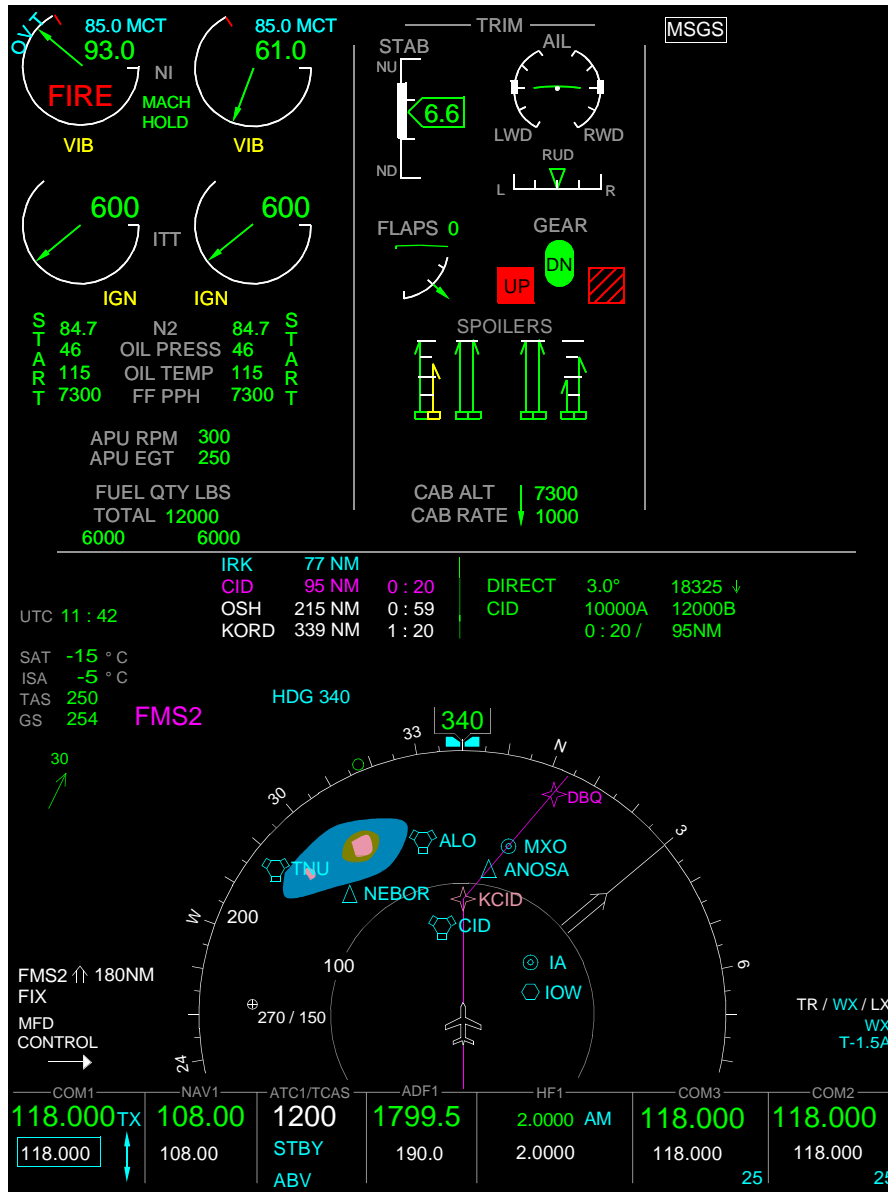 TRIM
MSGS
OVT
85.0 MCT
85.0 MCT
93.0
61.0
N1
FIRE
MACH
HOLD
VIB
VIB
STAB
NU
6.6
ND
AIL
LWD
RWD
RUD
L
R
600
ITT
600
IGN
IGN
FLAPS 0
GEAR
UP
DN
START
START
84.7 N2 84.7
46 OIL PRESS 46
115 OIL TEMP 115
7300 FF PPH 7300
SPOILERS
APU RPM 300
APU EGT 250
FUEL QTY LBS
TOTAL 12000
6000 6000
CAB ALT 7300
CAB RATE 1000
IRK 77 NM
CID 95 NM 0 : 20
OSH 215 NM 0 : 59
KORD 339 NM 1 : 20
DIRECT 3.0° 18325
CID 10000A 12000B
0 : 20 / 95NM
UTC 11 : 42
SAT -15 ° C
ISA -5 ° C
TAS 250
GS 254
FMS2
HDG 340
340
30
33
N
30
3
DBQ
ALO
MXO
TNU
ANOSA
NEBOR
KCID
W
200
CID
100
IA
6
IOW
FMS2 180NM
FIX
270 / 150
MFD
CONTROL
24
TR / WX / LX
WX
T-1.5A
COM1 NAV1 ATC1/TCAS ADF1 HF1 COM3 COM2
118.000 TX 108.00 1200 1799.5 2.0000 AM 118.000 118.000
118.000 108.00 STBY 190.0 2.0000 118.000 118.000
ABV 25 25